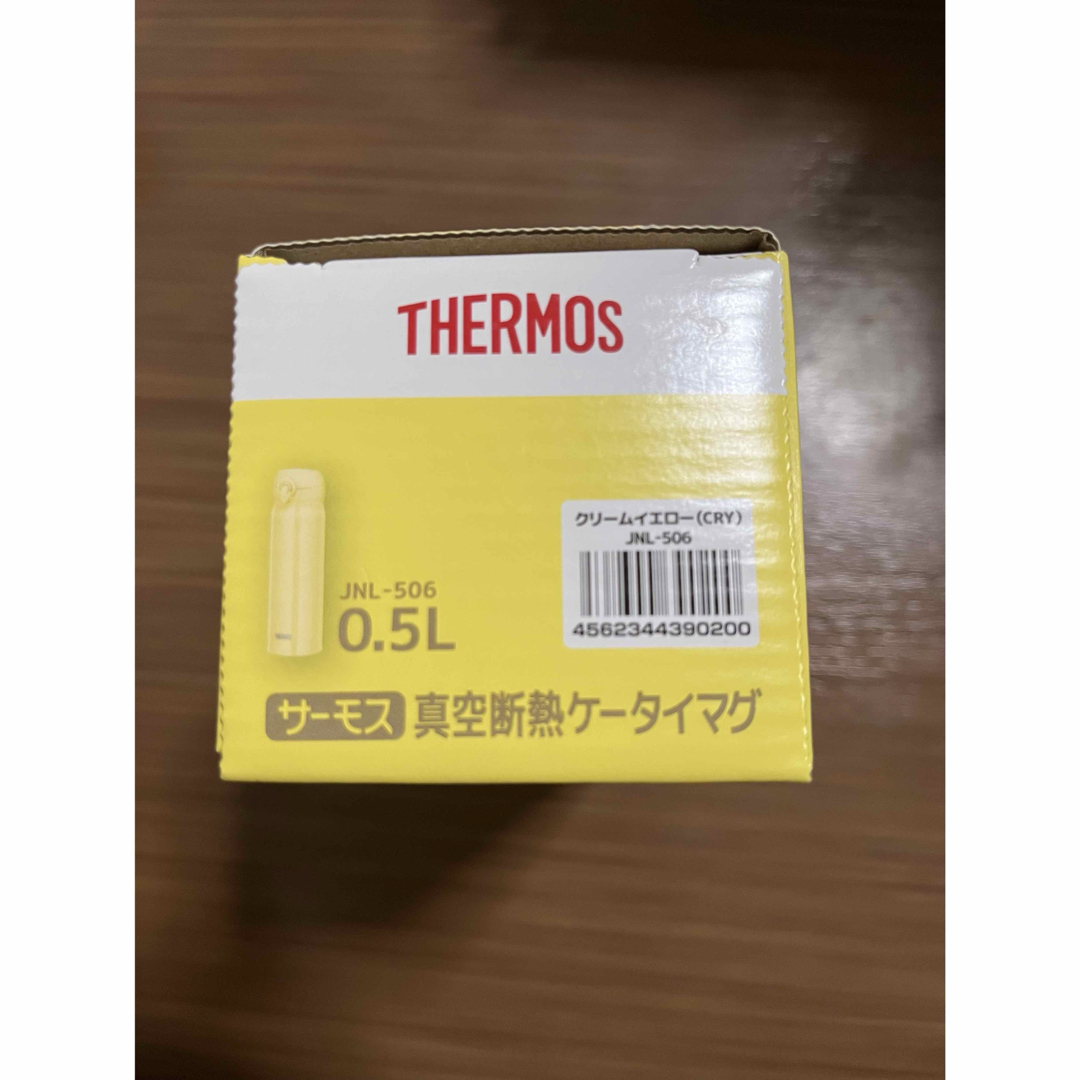 THERMOS
クリームイエロー(CRY)
JNL-506
4562344390200
JNL-506
0.5L
サーモス 真空断熱ケータイマグ